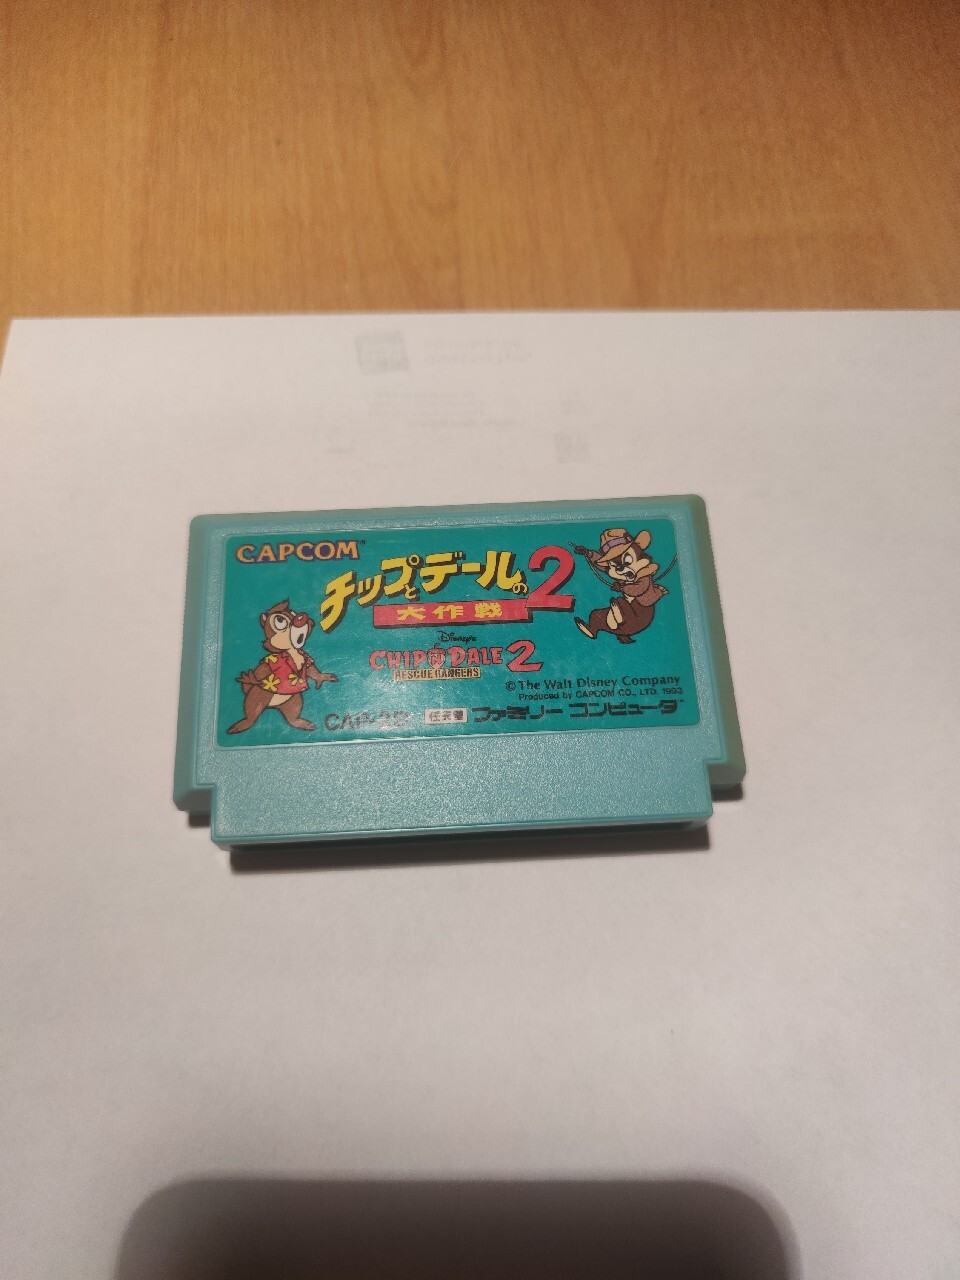 CAPCOM
チップとデールの
大作戦2
Disney's
CHIP 'N DALE 2
RESCUE RANGERS
©The Walt Disney Company
Produced by CAPCOM CO., LTD. 1993
任天堂 ファミリーコンピュータ™